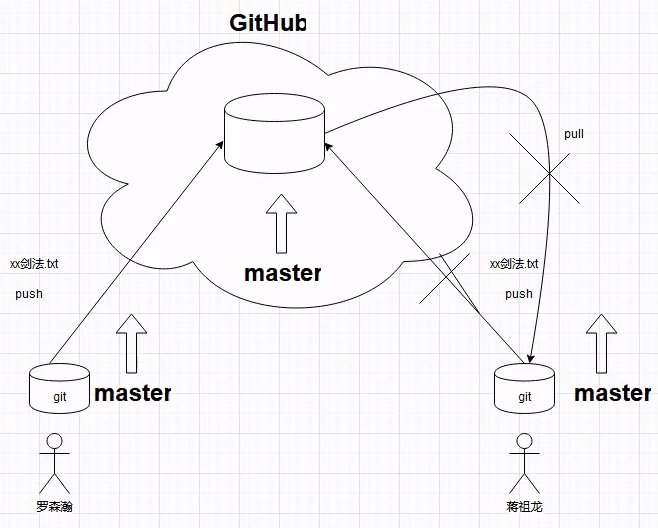 GitHub
pull
master
xx剑法.txt
push
xx剑法.txt
push
git
master
git
master
罗森瀚
蒋祖龙